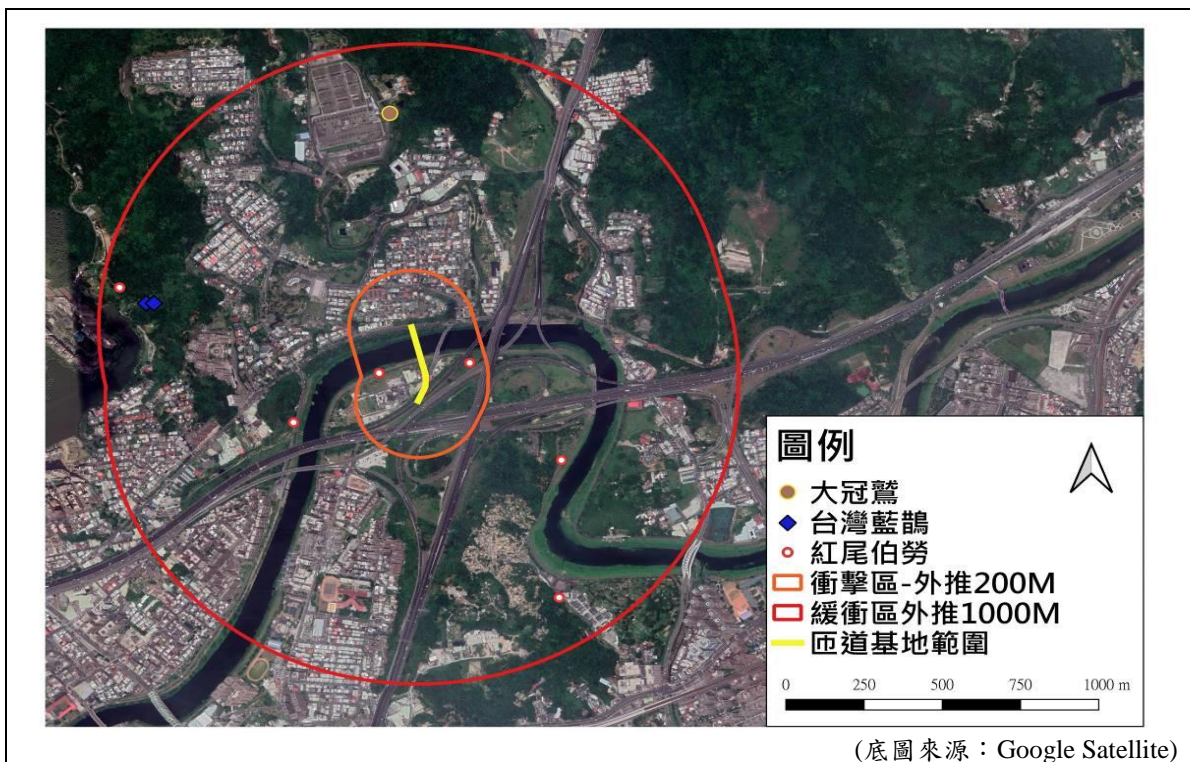 圖例
大冠鷲
台灣藍鵲
紅尾伯勞
衝擊區-外推200M
緩衝區外推1000M
匝道基地範圍
0 250 500 750 1000 m
(底圖來源：Google Satellite)